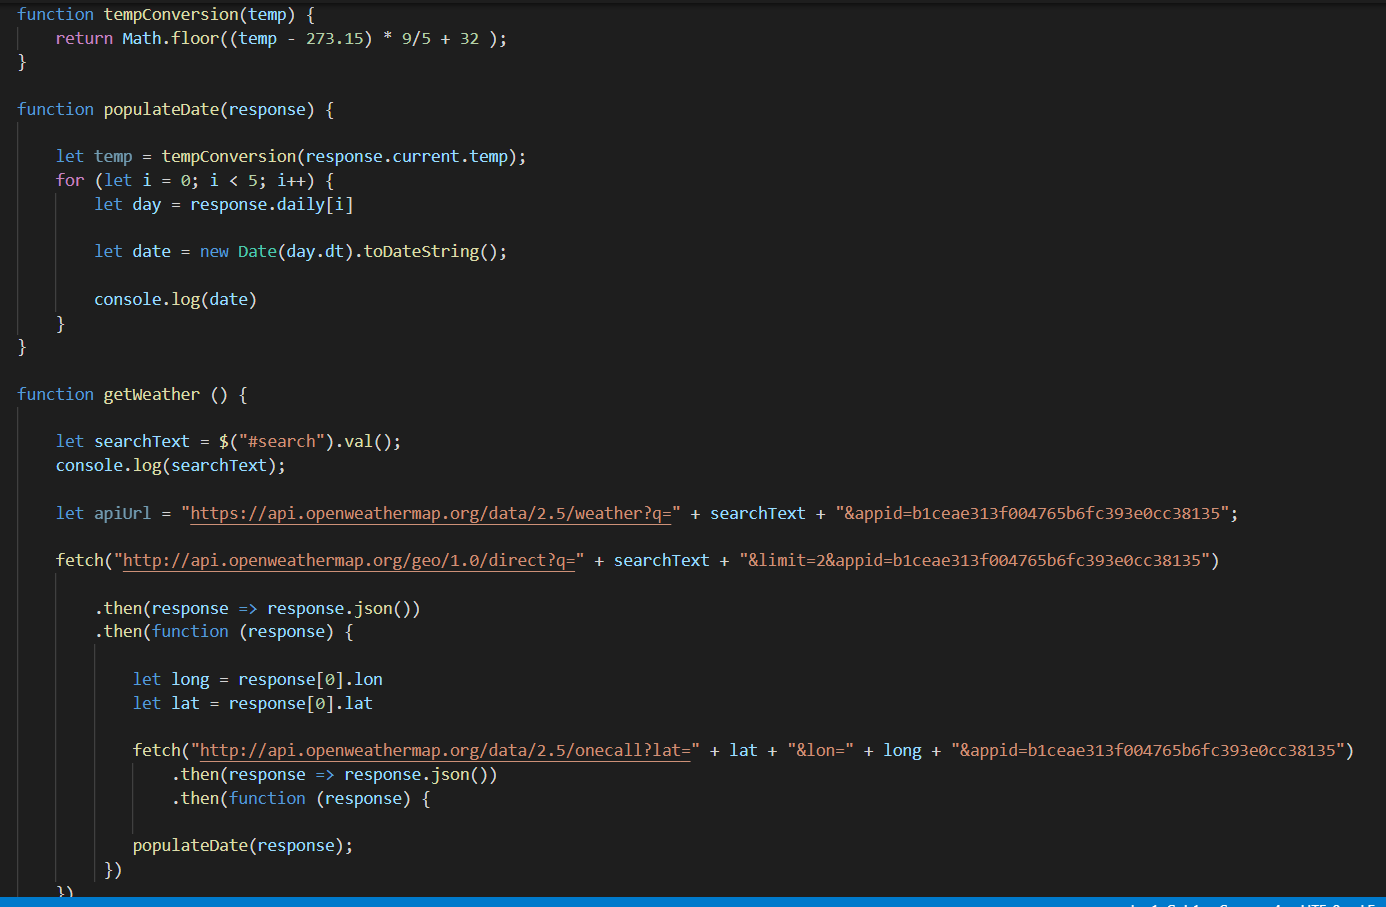 function tempConversion(temp) {
    return Math.floor((temp - 273.15) * 9/5 + 32 );
}
function populateDate(response) {
    let temp = tempConversion(response.current.temp);
    for (let i = 0; i < 5; i++) {
        let day = response.daily[i]
        let date = new Date(day.dt).toDateString();
        console.log(date)
    }
}
function getWeather () {
    let searchText = $("#search").val();
    console.log(searchText);
    let apiUrl = "https://api.openweathermap.org/data/2.5/weather?q=" + searchText + "&appid=b1ceae313f004765b6fc393e0cc38135";
    fetch("http://api.openweathermap.org/geo/1.0/direct?q=" + searchText + "&limit=2&appid=b1ceae313f004765b6fc393e0cc38135")
        .then(response => response.json())
        .then(function (response) {
            let long = response[0].lon
            let lat = response[0].lat
            fetch("http://api.openweathermap.org/data/2.5/onecall?lat=" + lat + "&lon=" + long + "&appid=b1ceae313f004765b6fc393e0cc38135")
                .then(response => response.json())
                .then(function (response) {
            populateDate(response);
         })
    })